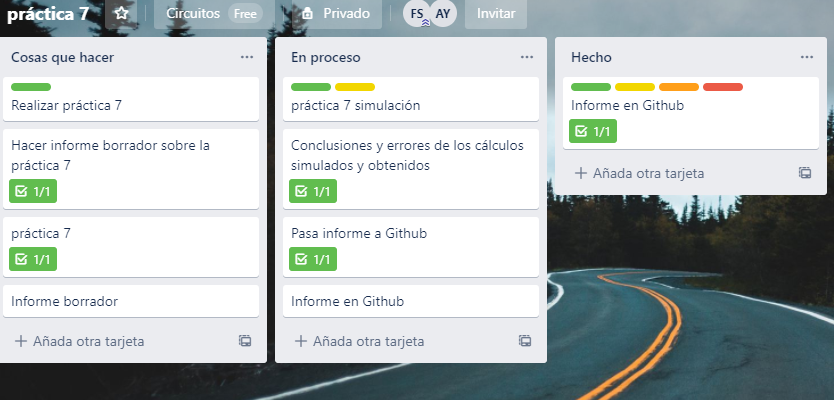 práctica 7
Circuitos Free
Privado
FS AY
Invitar
Cosas que hacer
Realizar práctica 7
Hacer informe borrador sobre la
práctica 7
1/1
práctica 7
1/1
Informe borrador
Añada otra tarjeta
En proceso
práctica 7 simulación
Conclusiones y errores de los cálculos
simulados y obtenidos
1/1
Pasa informe a Github
1/1
Informe en Github
Añada otra tarjeta
Hecho
Informe en Github
1/1
Añada otra tarjeta